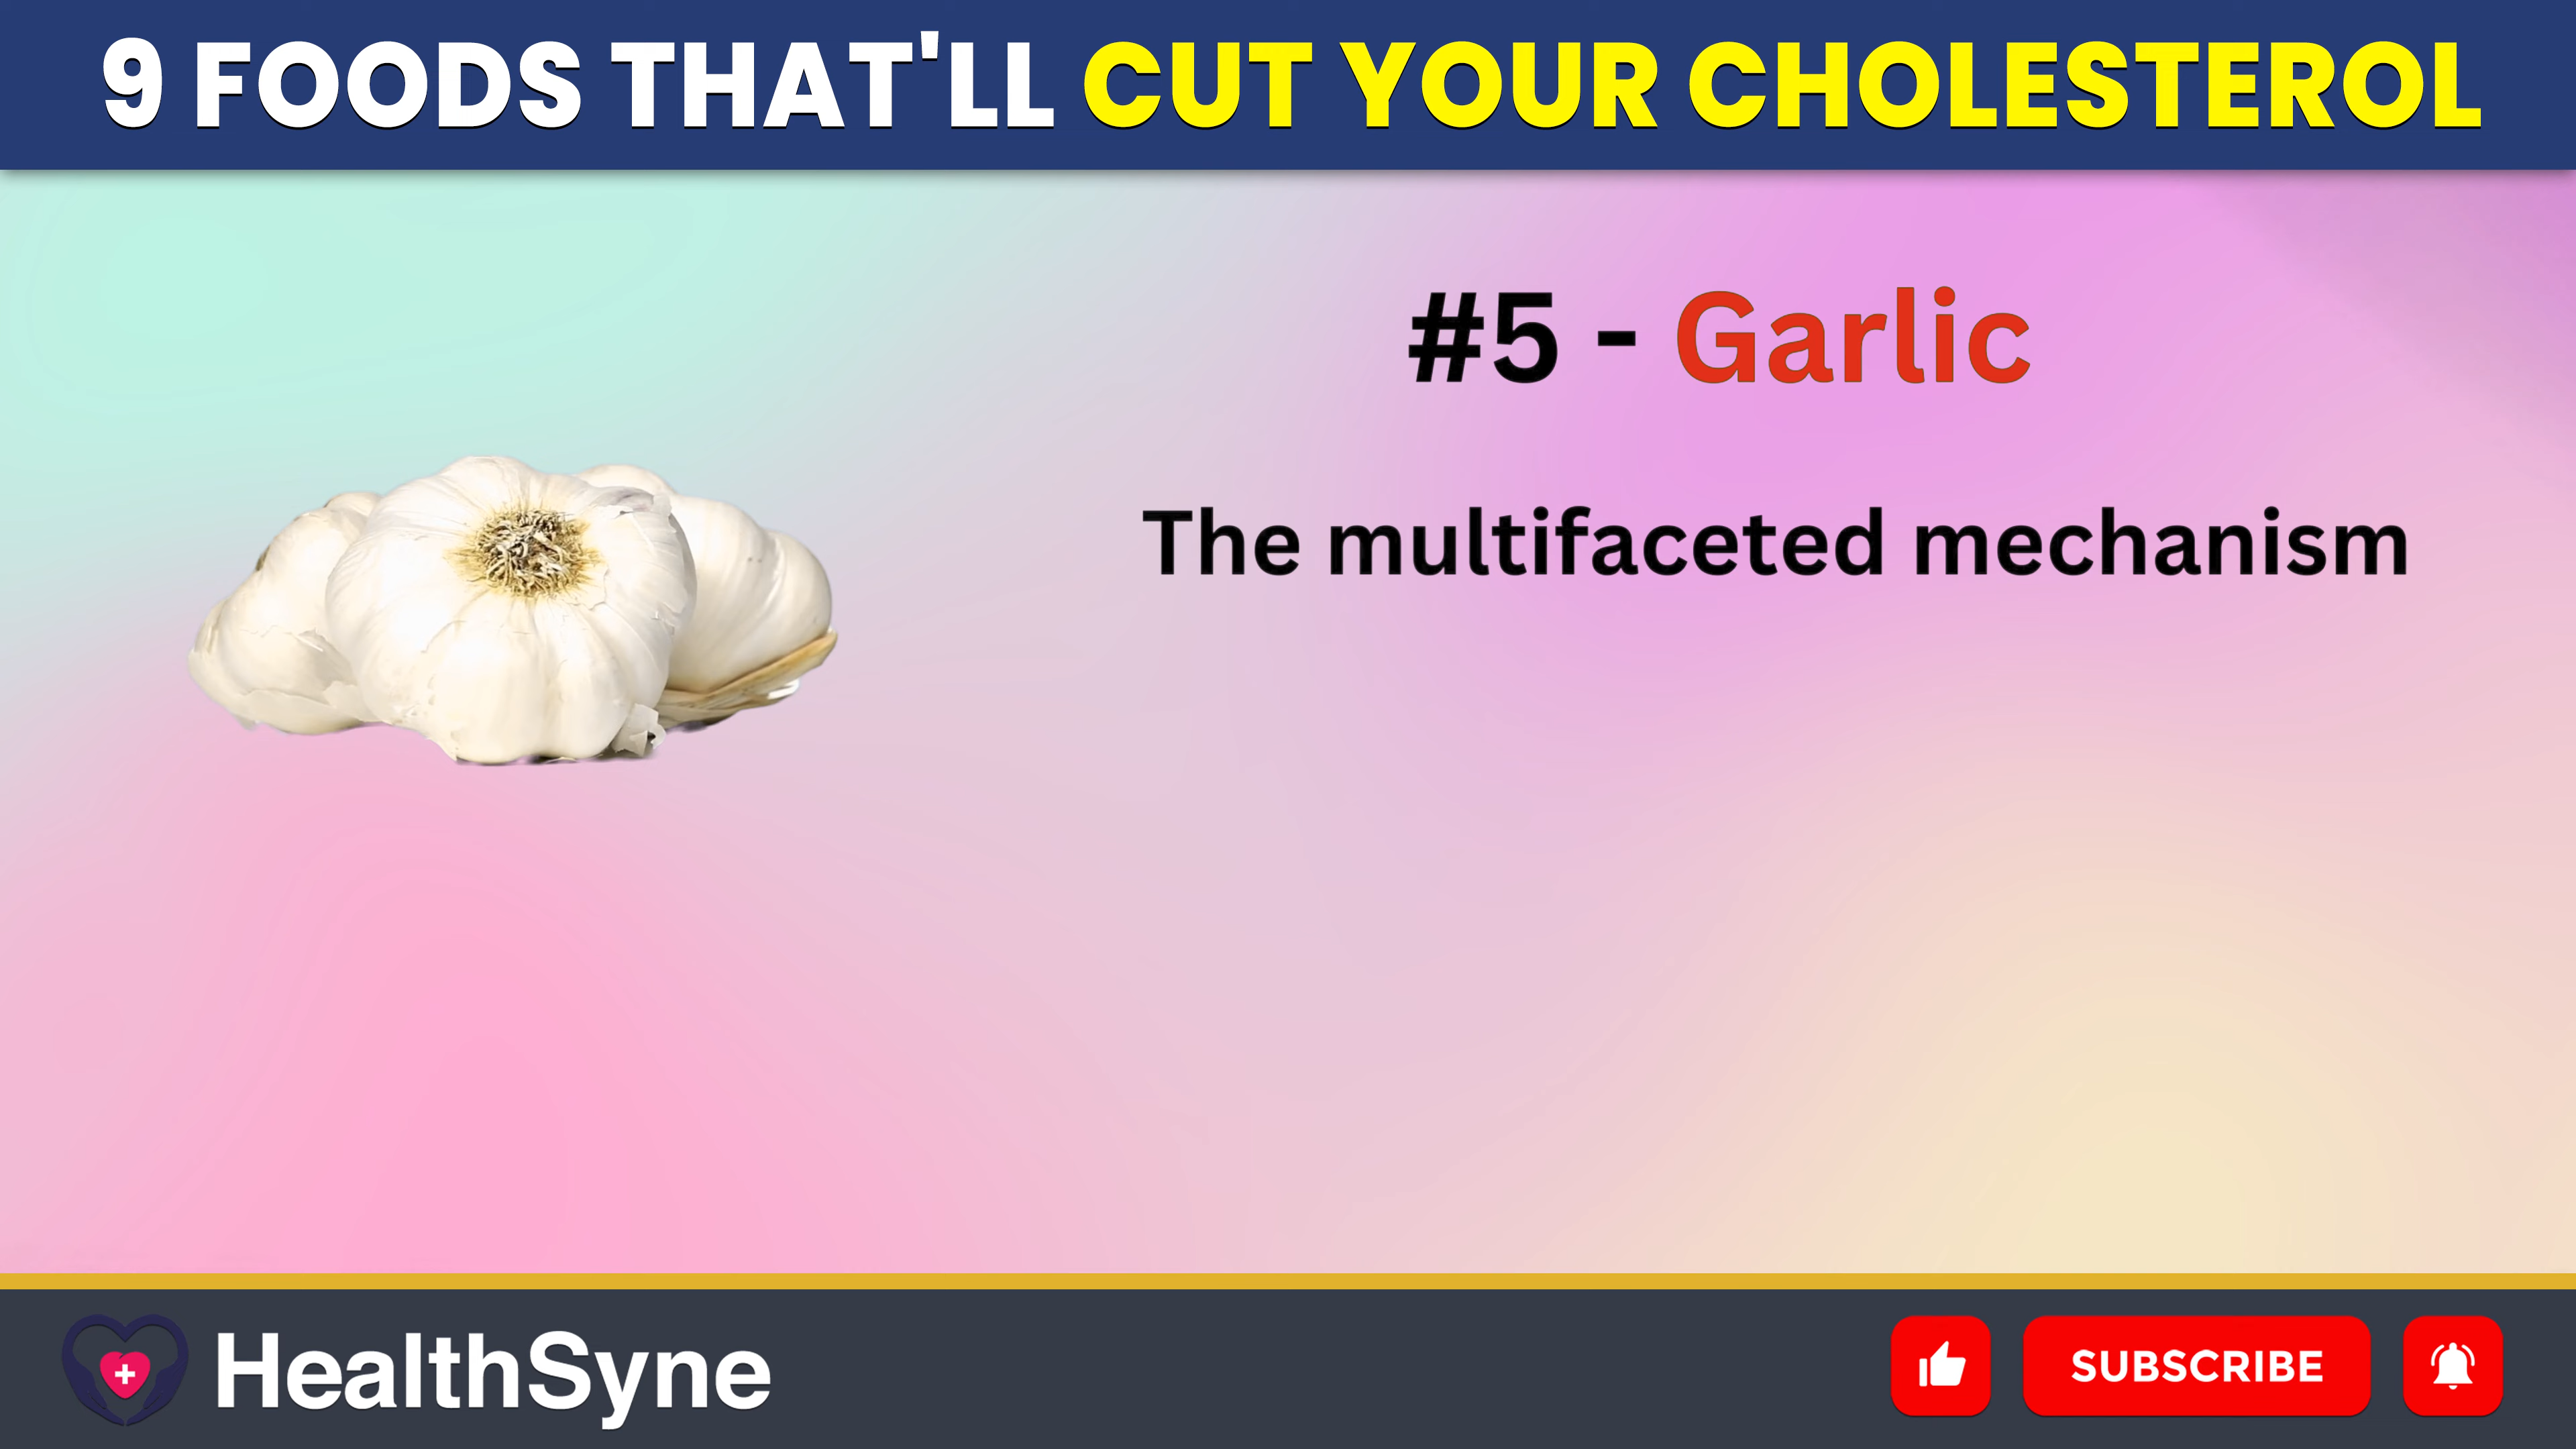 9 FOODS THAT'LL CUT YOUR CHOLESTEROL
#5 - Garlic
The multifaceted mechanism
HealthSyne
SUBSCRIBE